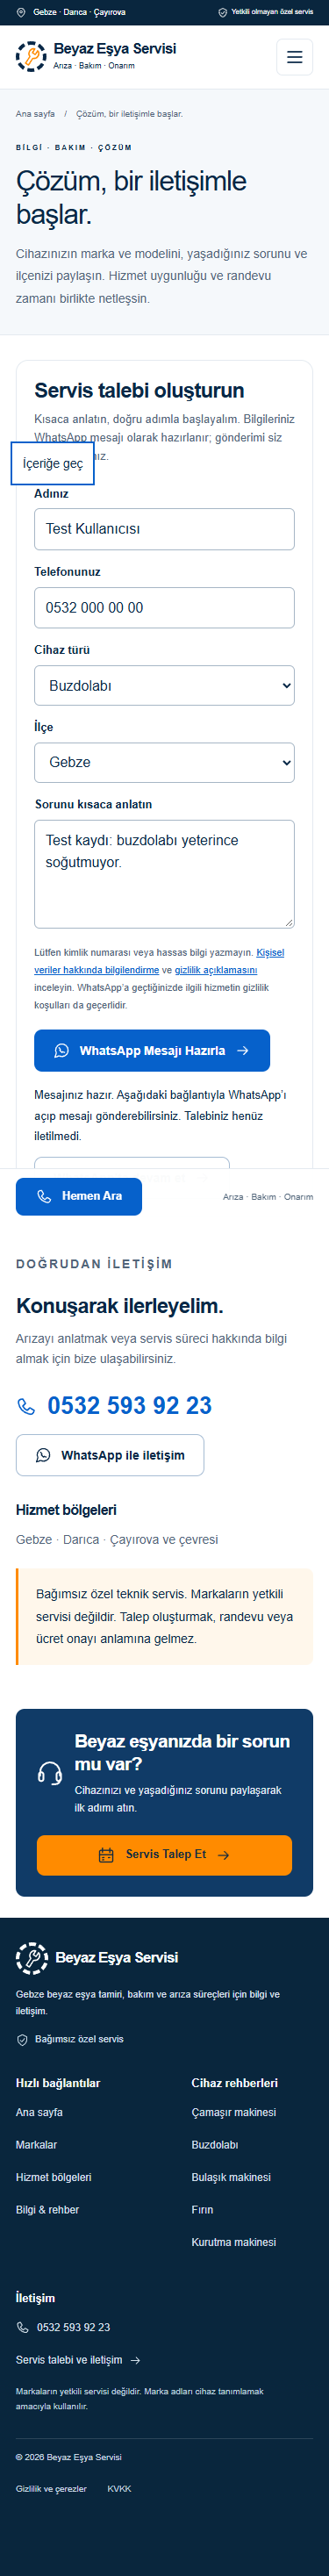 Gebze · Darıca · Çayırova
Yetkili olmayan özel servis
Beyaz Eşya Servisi
Arıza · Bakım · Onarım
Ana sayfa / Çözüm, bir iletişimle başlar.
BİLGİ · BAKIM · ÇÖZÜM
Çözüm, bir iletişimle
başlar.
Cihazınızın marka ve modelini, yaşadığınız sorunu ve
ilçenizi paylaşın. Hizmet uygunluğu ve randevu
zamanı birlikte netleşsin.
Servis talebi oluşturun
Kısaca anlatın, doğru adımla başlayalım. Bilgileriniz
WhatsApp mesajı olarak hazırlanır; gönderimi siz
İçeriğe geç
Adınız
Test Kullanıcısı
Telefonunuz
0532 000 00 00
Cihaz türü
Buzdolabı
İlçe
Gebze
Sorunu kısaca anlatın
Test kaydı: buzdolabı yeterince
soğutmuyor.
Lütfen kimlik numarası veya hassas bilgi yazmayın. Kişisel
veriler hakkında bilgilendirme ve gizlilik açıklamasını
inceleyin. WhatsApp'a geçtiğinizde ilgili hizmetin gizlilik
koşulları da geçerlidir.
WhatsApp Mesajı Hazırla
Mesajınız hazır. Aşağıdaki bağlantıyla WhatsApp'ı
açıp mesajı gönderebilirsiniz. Talebiniz henüz
iletilmedi.
Hemen Ara
Arıza · Bakım · Onarım
DOĞRUDAN İLETİŞİM
Konuşarak ilerleyelim.
Arızayı anlatmak veya servis süreci hakkında bilgi
almak için bize ulaşabilirsiniz.
0532 593 92 23
WhatsApp ile iletişim
Hizmet bölgeleri
Gebze · Darıca · Çayırova ve çevresi
Bağımsız özel teknik servis. Markaların yetkili
servisi değildir. Talep oluşturmak, randevu veya
ücret onayı anlamına gelmez.
Beyaz eşyanızda bir sorun
mu var?
Cihazınızı ve yaşadığınız sorunu paylaşarak
ilk adımı atın.
Servis Talep Et
Beyaz Eşya Servisi
Gebze beyaz eşya tamiri, bakım ve arıza süreçleri için bilgi ve
iletişim.
Bağımsız özel servis
Hızlı bağlantılar
Ana sayfa
Markalar
Hizmet bölgeleri
Bilgi & rehber
Cihaz rehberleri
Çamaşır makinesi
Buzdolabı
Bulaşık makinesi
Fırın
Kurutma makinesi
İletişim
0532 593 92 23
Servis talebi ve iletişim
Markaların yetkili servisi değildir. Marka adları cihaz tanımlamak
amacıyla kullanılır.
© 2026 Beyaz Eşya Servisi
Gizlilik ve çerezler
KVKK